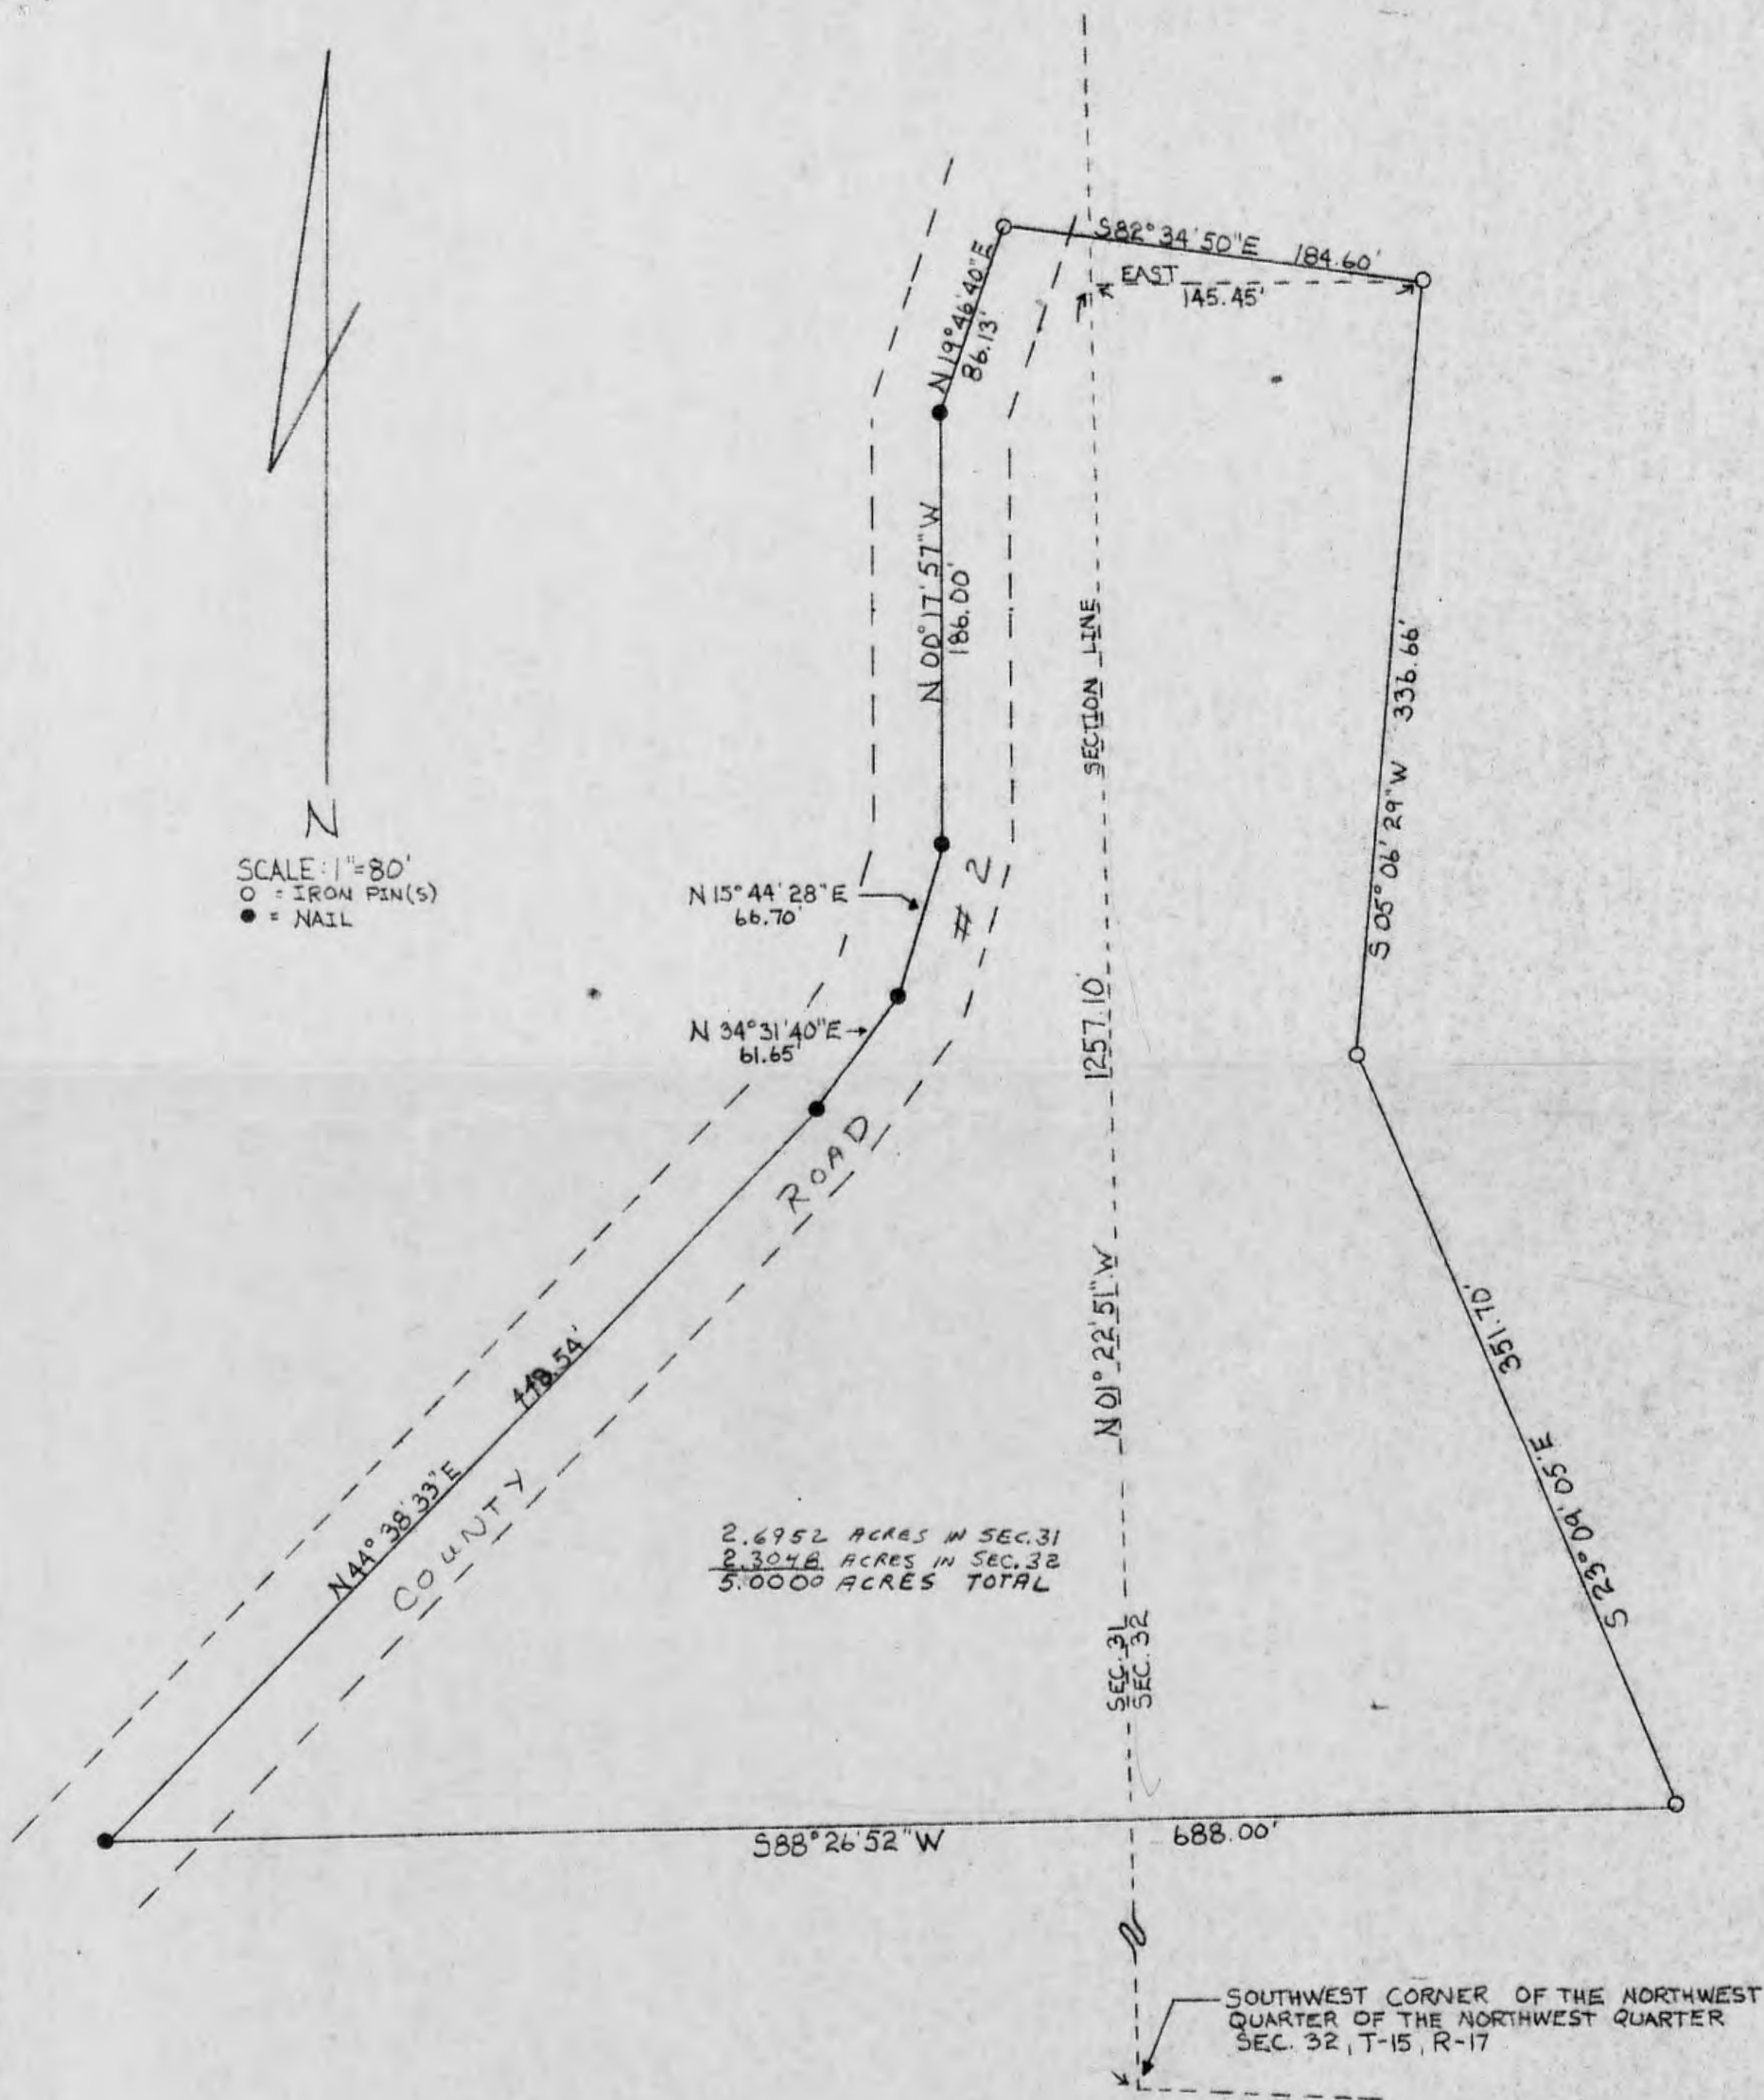 S82°34'50"E 184.60'
EAST
145.45'
N 19°46'40"E
86.13'
N 00°17'57"W
186.00'
SECTION LINE
S 05°06'29"W 336.66'
N
SCALE: 1"=80'
○ = IRON PIN(S)
● = NAIL
N 15°44'28"E
66.70'
# 2
N 34°31'40"E
61.65'
1257.10'
ROAD
N 01°22'51"W
351.70'
S 23°09'05"E
448.54'
N44°38'33"E
COUNTY
2.6952 ACRES IN SEC.31
2.3048 ACRES IN SEC.32
5.0000 ACRES TOTAL
SEC. 31
SEC. 32
S88°26'52"W 688.00'
SOUTHWEST CORNER OF THE NORTHWEST
QUARTER OF THE NORTHWEST QUARTER
SEC. 32, T-15, R-17